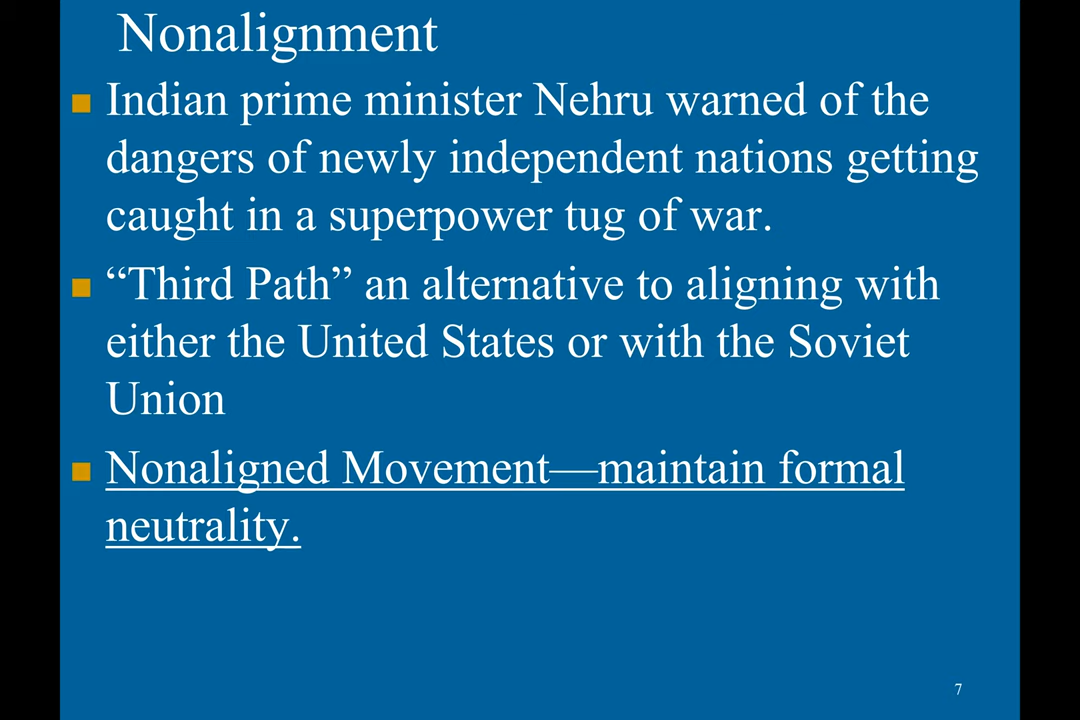 Nonalignment
Indian prime minister Nehru warned of the
dangers of newly independent nations getting
caught in a superpower tug of war.
“Third Path” an alternative to aligning with
either the United States or with the Soviet
Union
Nonaligned Movement—maintain formal
neutrality.
7